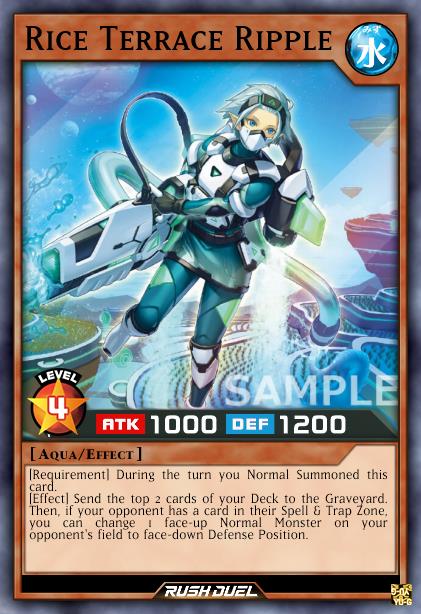 RICE TERRACE RIPPLE
みず
水
SAMPLE
LEVEL
4
ATK 1000 DEF 1200
[ AQUA/EFFECT ]
[Requirement] During the turn you Normal Summoned this
card.
[Effect] Send the top 2 cards of your Deck to the Graveyard.
Then, if your opponent has a card in their Spell & Trap Zone,
you can change 1 face-up Normal Monster on your
opponent's field to face-down Defense Position.
RUSH DUEL